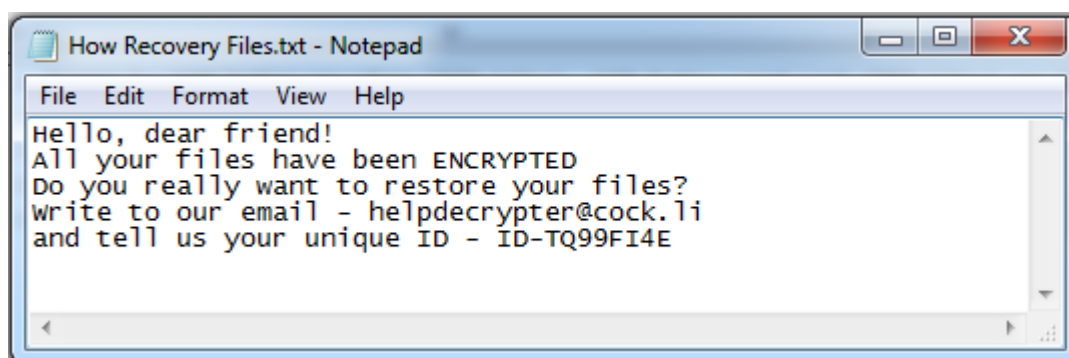 How Recovery Files.txt - Notepad
File Edit Format View Help
Hello, dear friend!
All your files have been ENCRYPTED
Do you really want to restore your files?
Write to our email - helpdecrypter@cock.li
and tell us your unique ID - ID-TQ99FI4E